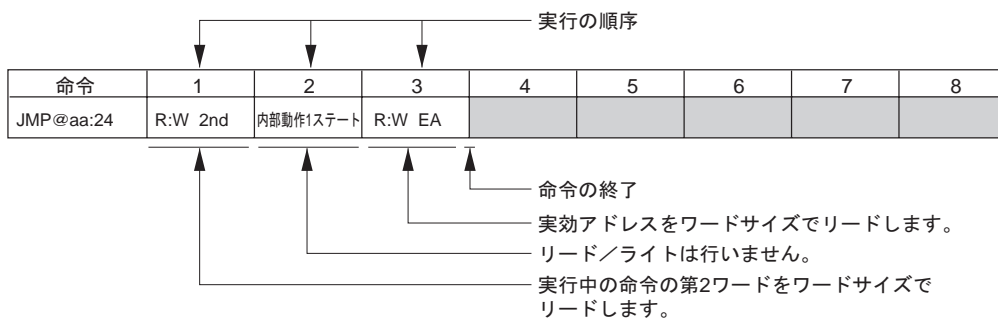 実行の順序
命令 1 2 3 4 5 6 7 8
JMP@aa:24 R:W 2nd 内部動作1ステート R:W EA
命令の終了
実効アドレスをワードサイズでリードします。
リード／ライトは行いません。
実行中の命令の第2ワードをワードサイズで
リードします。